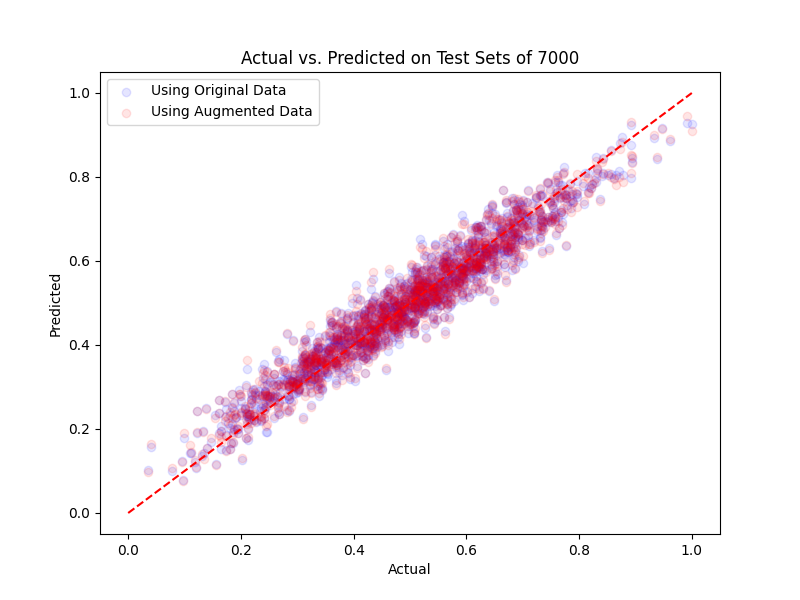 Actual vs. Predicted on Test Sets of 7000
Using Original Data
Using Augmented Data
1.0
0.8
0.6
0.4
0.2
0.0
Predicted
0.0 0.2 0.4 0.6 0.8 1.0
Actual